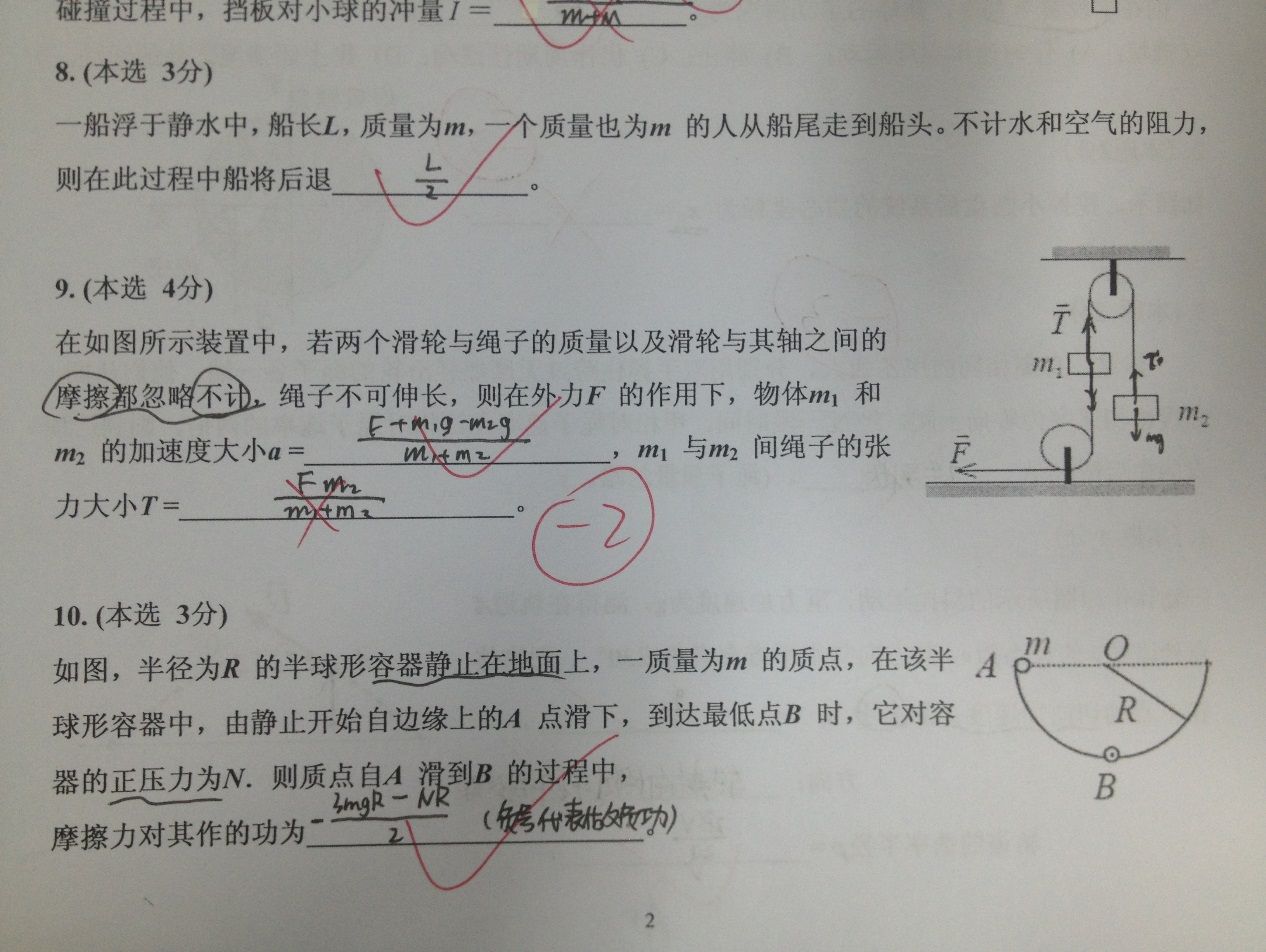 碰撞过程中，挡板对小球的冲量 I = m+M 。
8. (本选 3分)
一船浮于静水中，船长L，质量为m，一个质量也为m 的人从船尾走到船头。不计水和空气的阻力，
则在此过程中船将后退 L/2 。
9. (本选 4分)
在如图所示装置中，若两个滑轮与绳子的质量以及滑轮与其轴之间的
摩擦都忽略不计，绳子不可伸长，则在外力F 的作用下，物体m₁ 和
m₂ 的加速度大小a = (F+m₁g-m₂g)/(m₁+m₂) ，m₁ 与m₂ 间绳子的张
力大小T = Fm₂/(m₁+m₂) 。
-2
T̄
m₁
m₂
mg
F̄
10. (本选 3分)
如图，半径为R 的半球形容器静止在地面上，一质量为m 的质点，在该半
球形容器中，由静止开始自边缘上的A 点滑下，到达最低点B 时，它对容
器的正压力为N．则质点自A 滑到B 的过程中，
摩擦力对其作的功为 -(3mgR-NR)/2 (负号代表做负功) 。
A m O
R
B
2